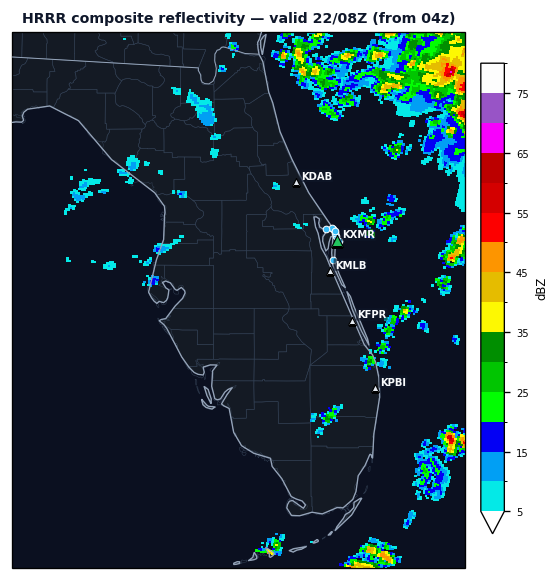 HRRR composite reflectivity — valid 22/08Z (from 04z)
KDAB
KXMR
KMLB
KFPR
KPBI
75
65
55
45
35
25
15
5
dBZ